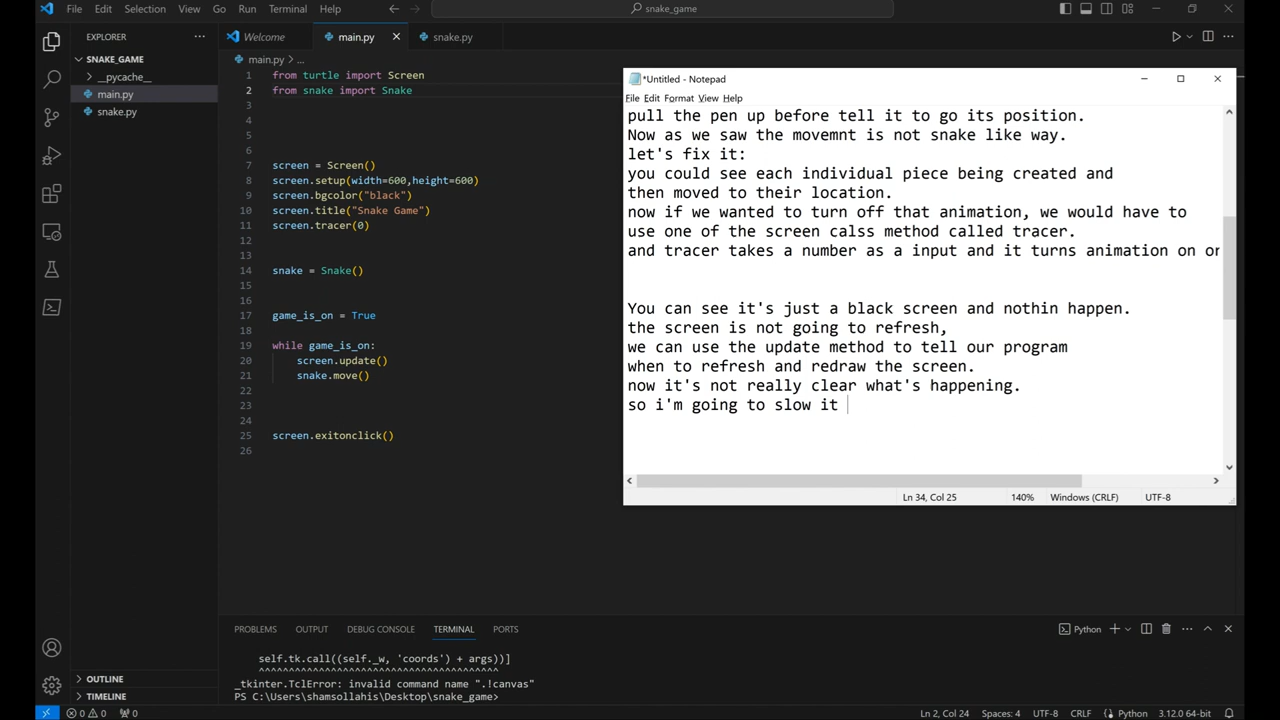 File Edit Selection View Go Run Terminal Help
snake_game
EXPLORER
SNAKE_GAME
__pycache__
main.py
snake.py
OUTLINE
TIMELINE
Welcome
main.py
snake.py
main.py > ...
1 from turtle import Screen
2 from snake import Snake
3
4
5
6
7 screen = Screen()
8 screen.setup(width=600,height=600)
9 screen.bgcolor("black")
10 screen.title("Snake Game")
11 screen.tracer(0)
12
13
14 snake = Snake()
15
16
17 game_is_on = True
18
19 while game_is_on:
20 screen.update()
21 snake.move()
22
23
24
25 screen.exitonclick()
26
*Untitled - Notepad
File Edit Format View Help
pull the pen up before tell it to go its position.
Now as we saw the movemnt is not snake like way.
let's fix it:
you could see each individual piece being created and
then moved to their location.
now if we wanted to turn off that animation, we would have to
use one of the screen calss method called tracer.
and tracer takes a number as a input and it turns animation on or
You can see it's just a black screen and nothin happen.
the screen is not going to refresh,
we can use the update method to tell our program
when to refresh and redraw the screen.
now it's not really clear what's happening.
so i'm going to slow it
Ln 34, Col 25 140% Windows (CRLF) UTF-8
PROBLEMS OUTPUT DEBUG CONSOLE TERMINAL PORTS
Python
self.tk.call((self._w, 'coords') + args))]
^^^^^^^^^^^^^^^^^^^^^^^^^^^^^^^^^^^^^^^^^^
_tkinter.TclError: invalid command name ".!canvas"
PS C:\Users\shamsollahis\Desktop\snake_game>
0 0 0 Ln 2, Col 24 Spaces: 4 UTF-8 CRLF Python 3.12.0 64-bit